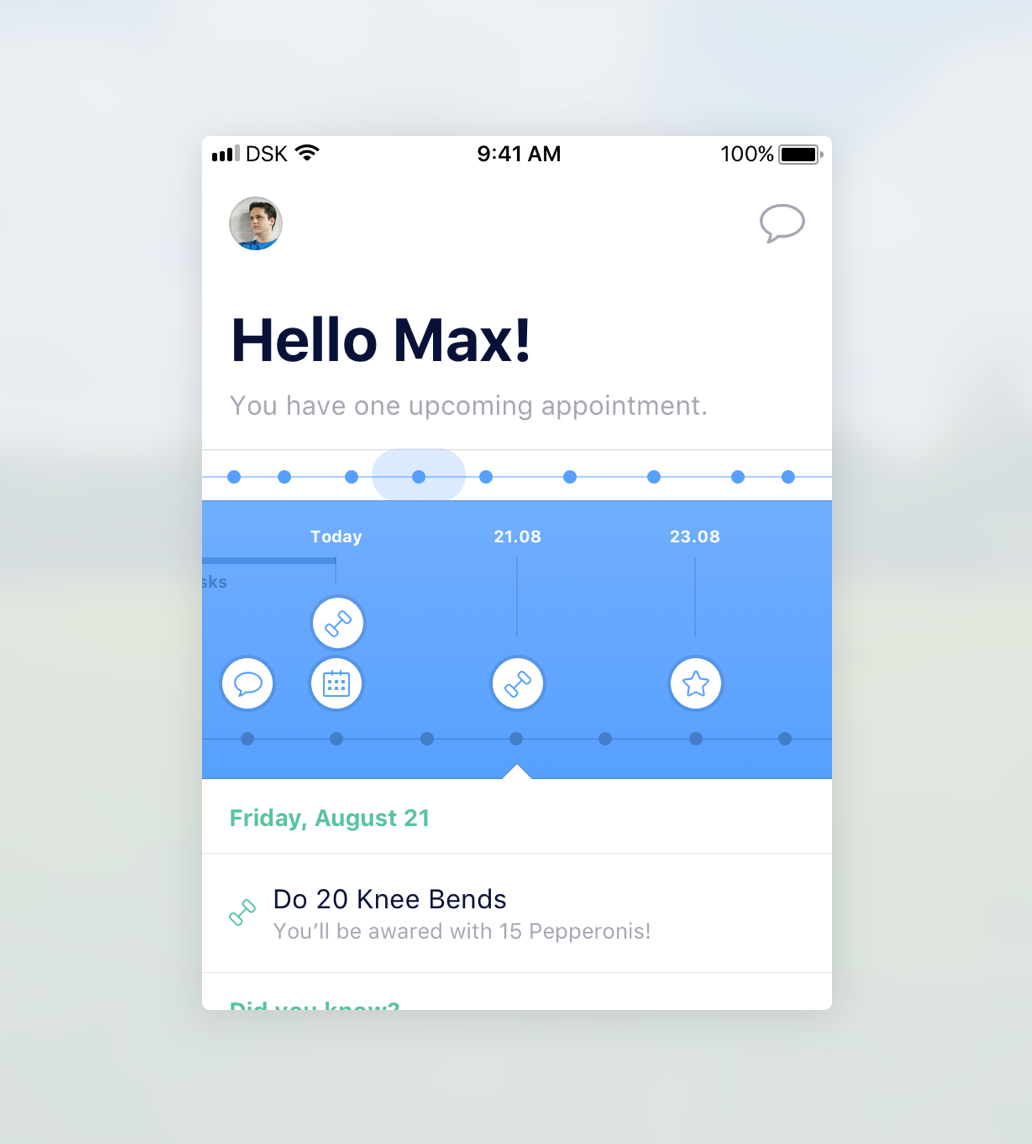 DSK 9:41 AM 100%
Hello Max!
You have one upcoming appointment.
Today 21.08 23.08
sks
Friday, August 21
Do 20 Knee Bends
You’ll be awared with 15 Pepperonis!
Did you know?